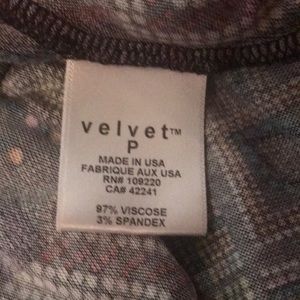 velvet™
P
MADE IN USA
FABRIQUE AUX USA
RN# 109220
CA# 42241
97% VISCOSE
3% SPANDEX